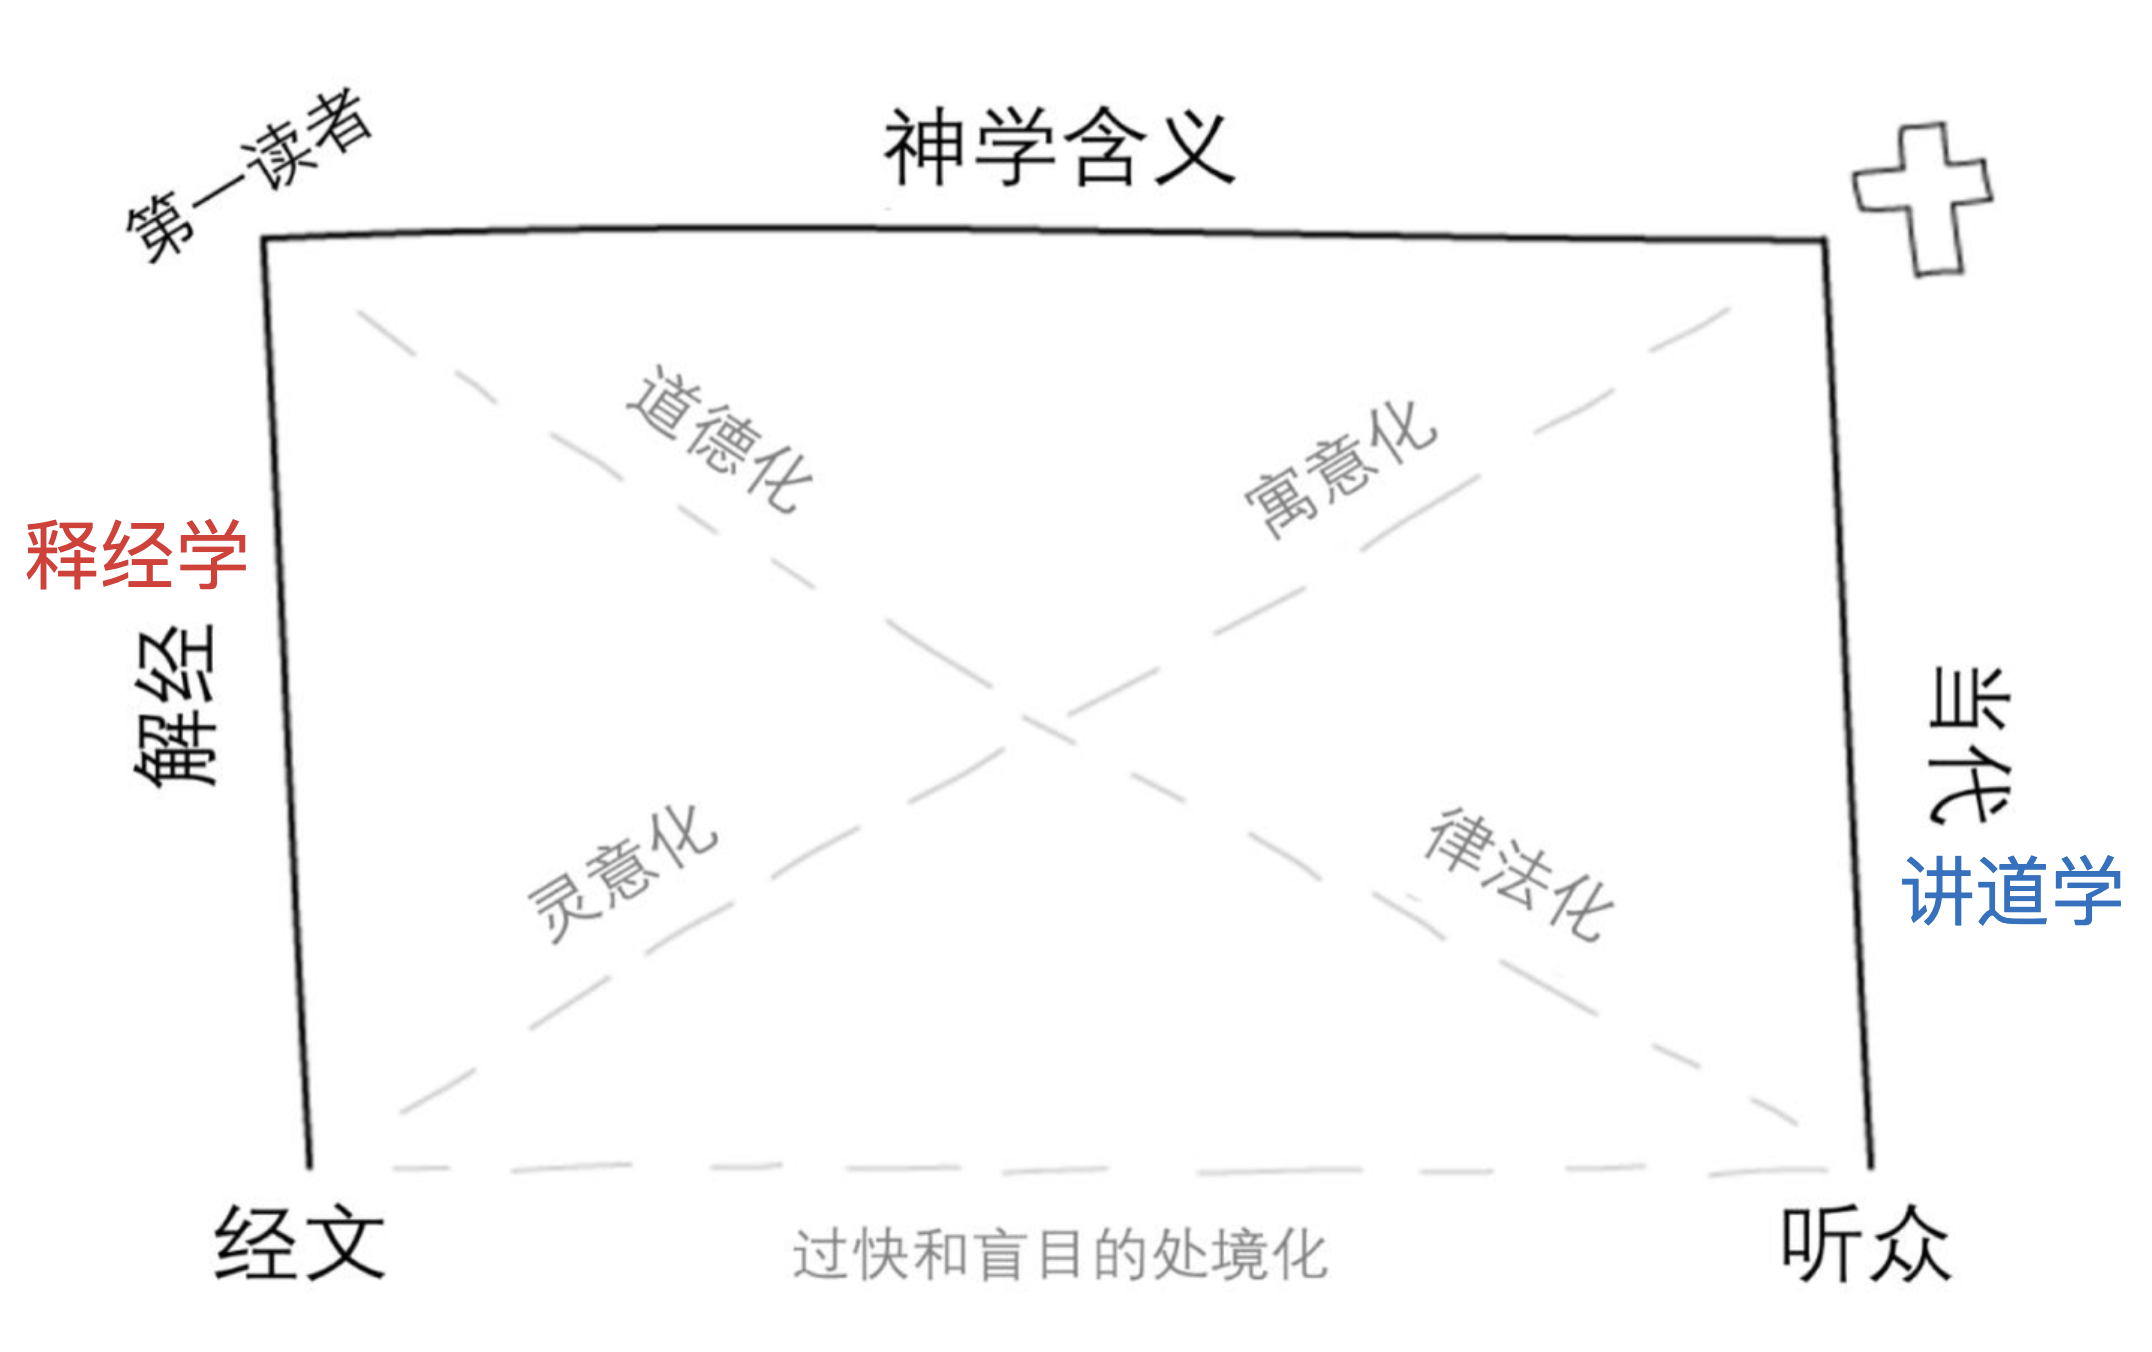 第一读者
神学含义
道德化
寓意化
释经学
解经
当代
讲道学
灵意化
律法化
经文
过快和盲目的处境化
听众